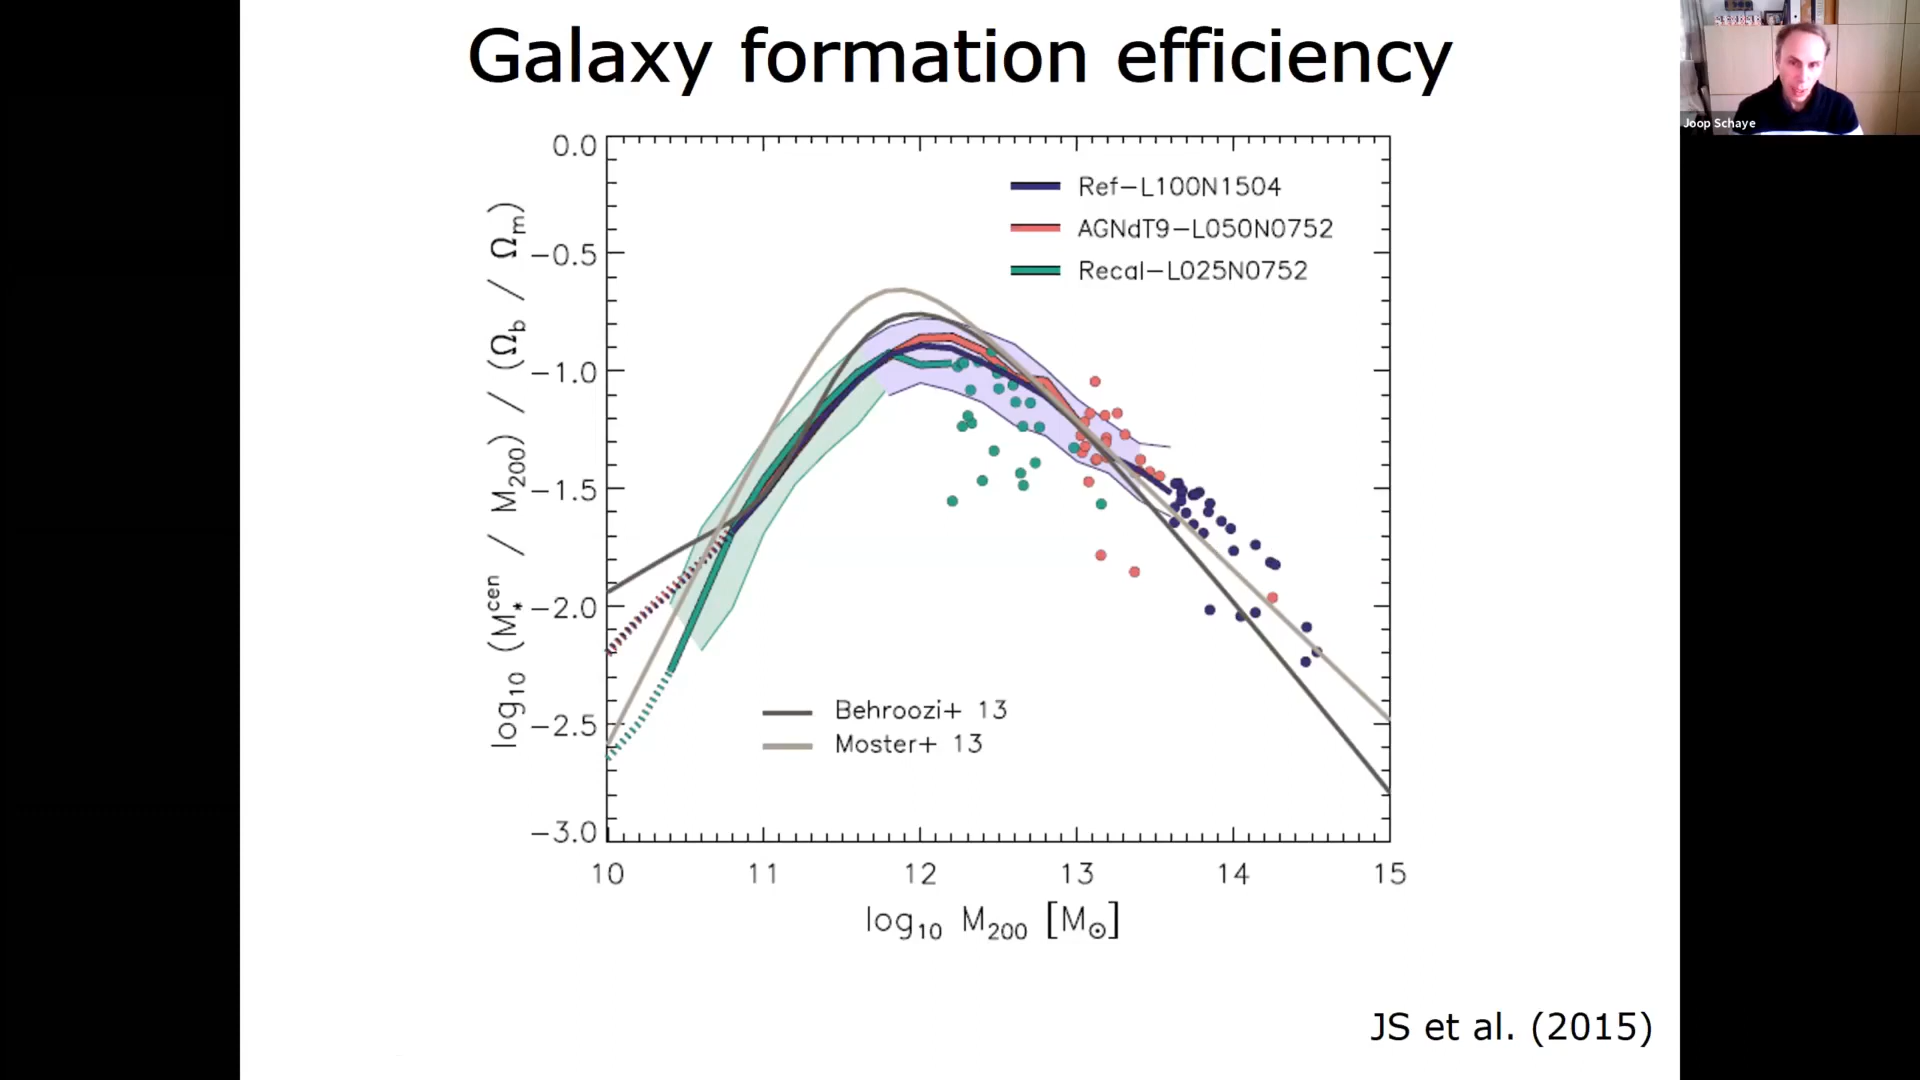 Galaxy formation efficiency
Joop Schaye
0.0
−0.5
−1.0
−1.5
−2.0
−2.5
−3.0
log₁₀ (M*ᶜᵉⁿ / M₂₀₀) / (Ω_b / Ω_m)
Ref−L100N1504
AGNdT9−L050N0752
Recal−L025N0752
Behroozi+ 13
Moster+ 13
10 11 12 13 14 15
log₁₀ M₂₀₀ [M☉]
JS et al. (2015)